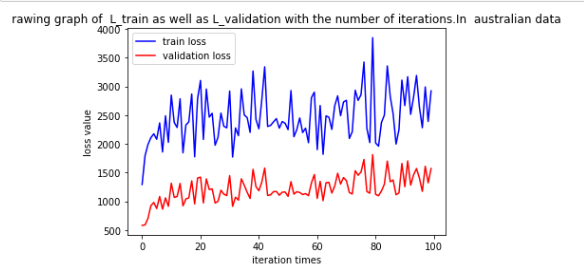 rawing graph of L_train as well as L_validation with the number of iterations.In australian data
4000
3500
3000
2500
2000
1500
1000
500
loss value
train loss
validation loss
0 20 40 60 80 100
iteration times